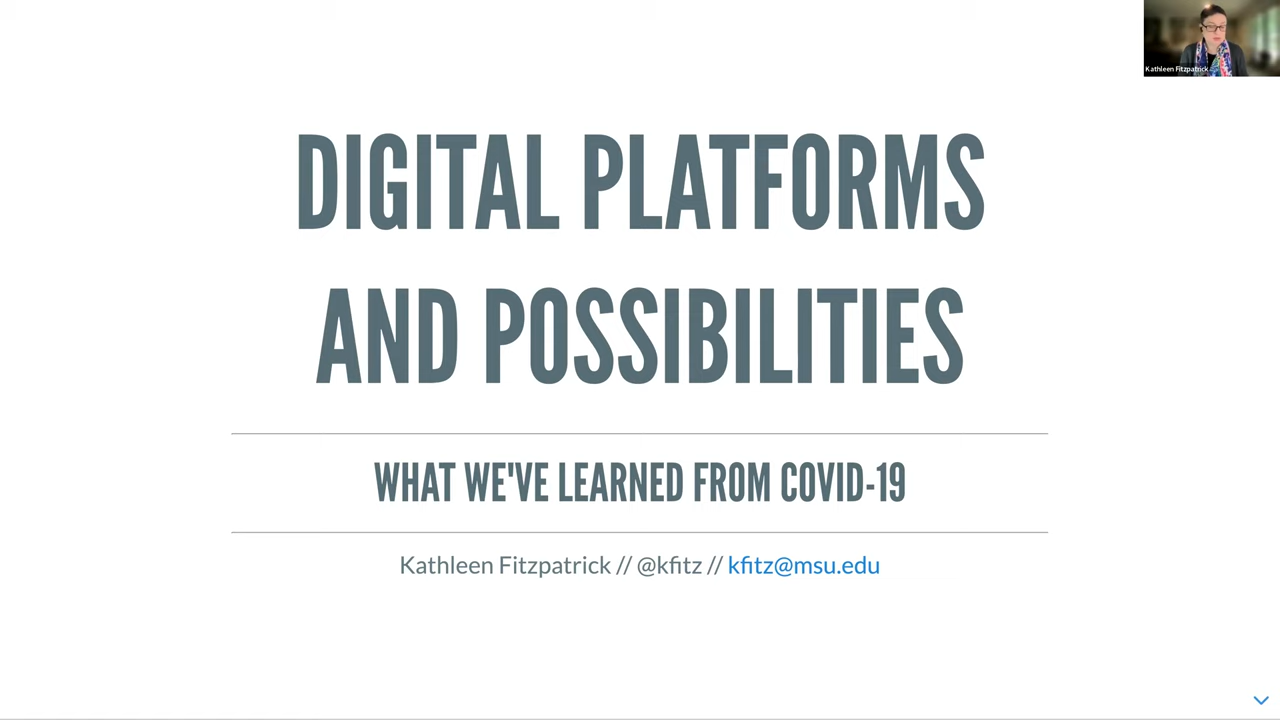 Kathleen Fitzpatrick
DIGITAL PLATFORMS
AND POSSIBILITIES
WHAT WE'VE LEARNED FROM COVID-19
Kathleen Fitzpatrick // @kfitz // kfitz@msu.edu